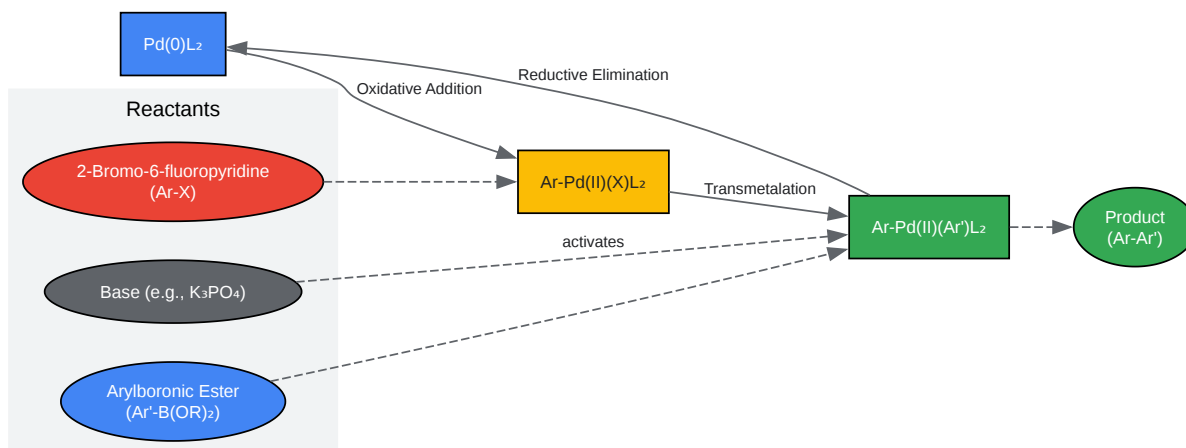 Pd(0)L₂
Reductive Elimination
Oxidative Addition
Reactants
2-Bromo-6-fluoropyridine
(Ar-X)
Ar-Pd(II)(X)L₂
Transmetalation
Ar-Pd(II)(Ar')L₂
Product
(Ar-Ar')
activates
Base (e.g., K₃PO₄)
Arylboronic Ester
(Ar'-B(OR)₂)